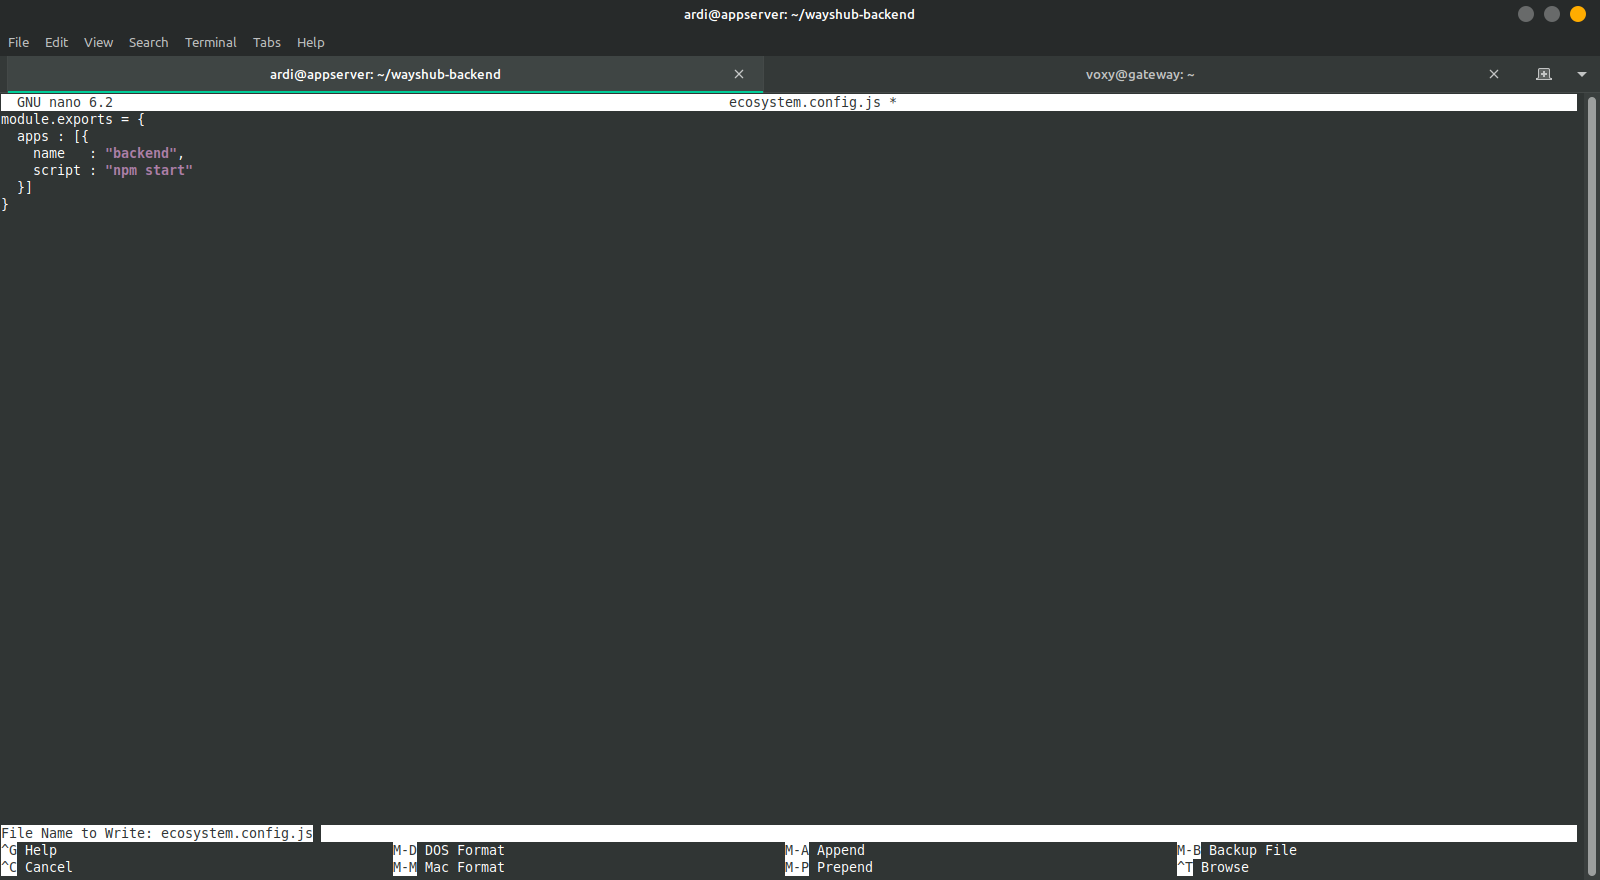 ardi@appserver: ~/wayshub-backend
File Edit View Search Terminal Tabs Help
ardi@appserver: ~/wayshub-backend × voxy@gateway: ~ ×
GNU nano 6.2 ecosystem.config.js *
module.exports = {
  apps : [{
    name   : "backend",
    script : "npm start"
  }]
}
File Name to Write: ecosystem.config.js
^G Help M-D DOS Format M-A Append M-B Backup File
^C Cancel M-M Mac Format M-P Prepend ^T Browse